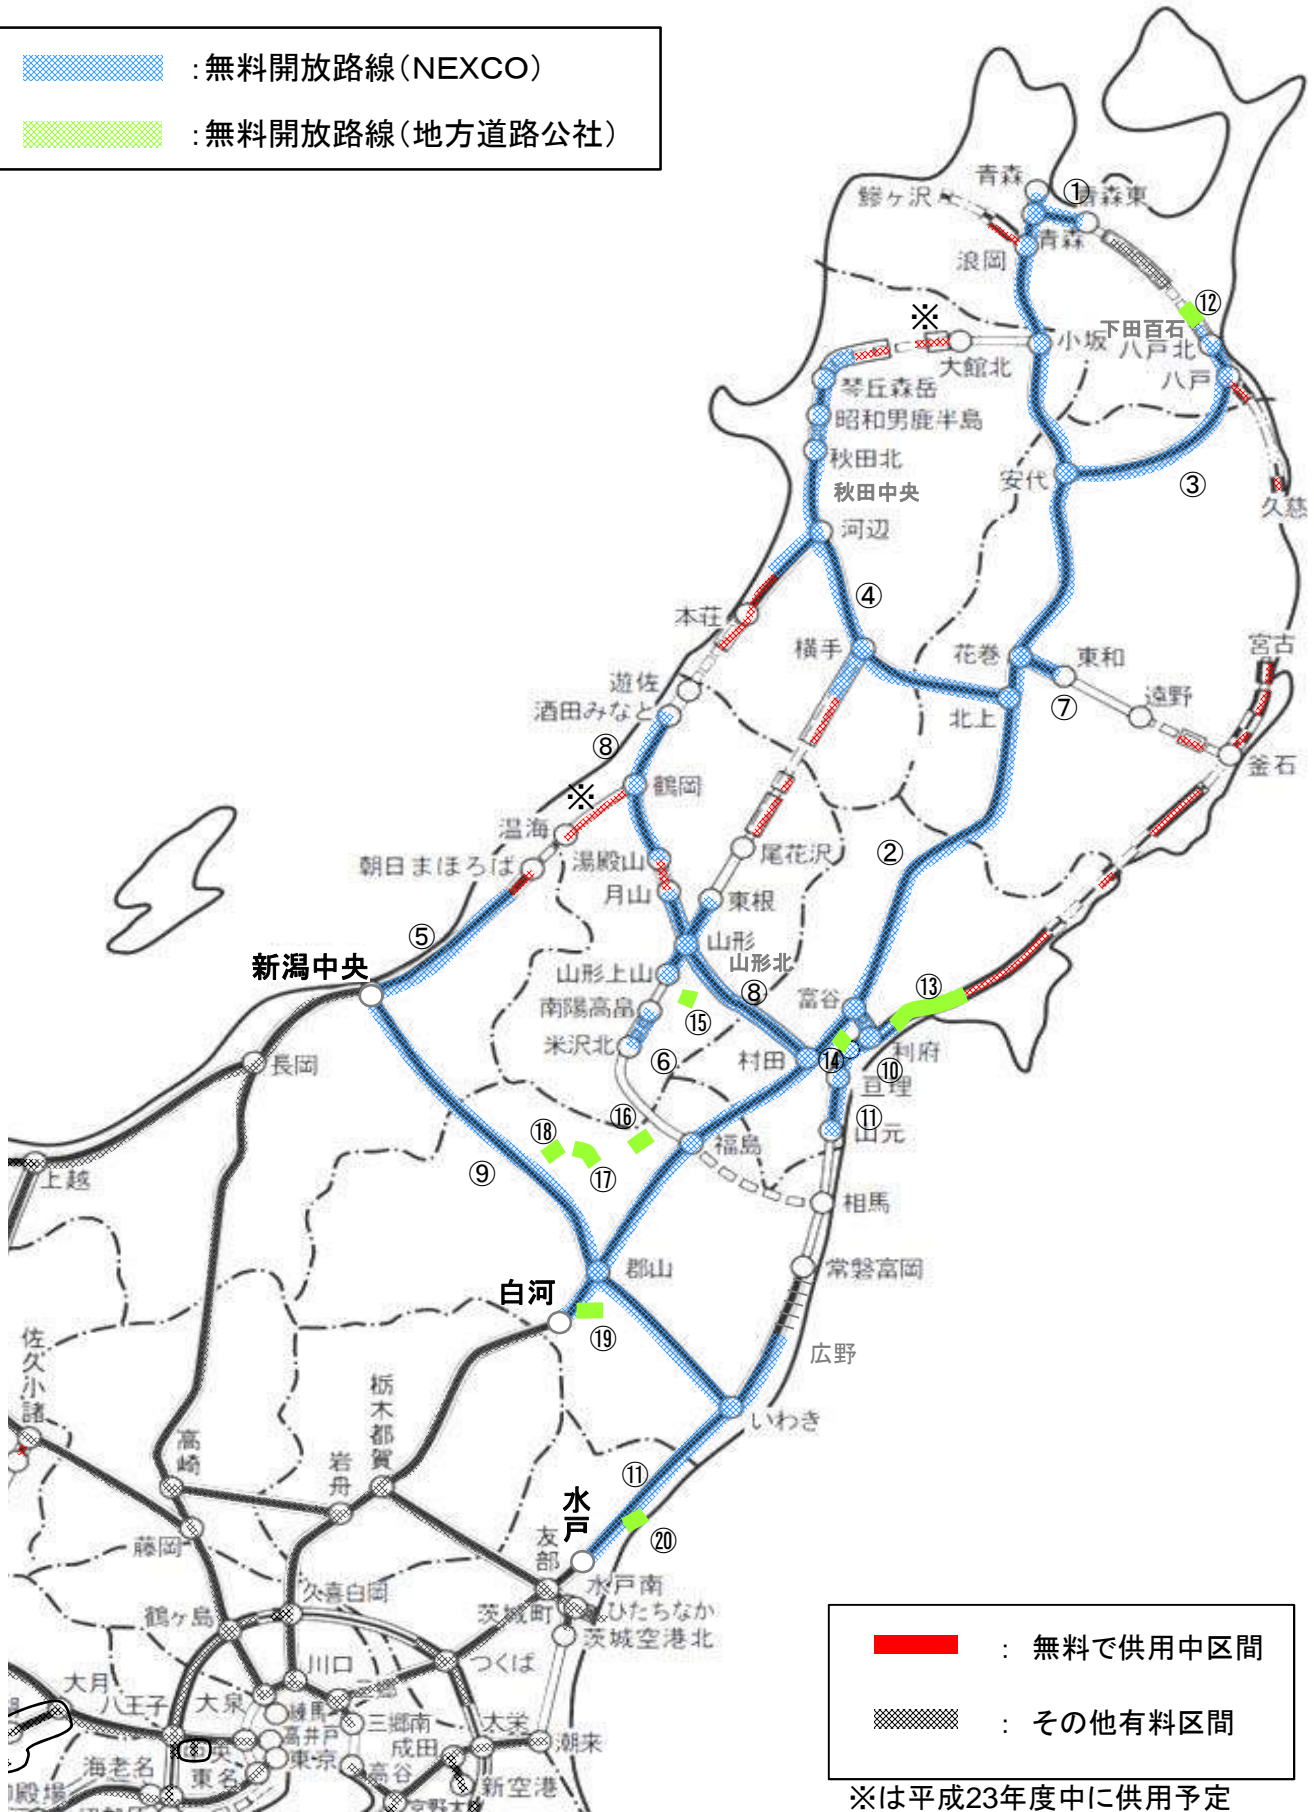 ：無料開放路線（NEXCO）
：無料開放路線（地方道路公社）
青森
①
青森東
鰺ヶ沢
青森
浪岡
⑫
下田百石
※
小坂
八戸北
大館北
八戸
琴丘森岳
昭和男鹿半島
秋田北
安代
③
秋田中央
久慈
河辺
④
本荘
横手
花巻
東和
宮古
遊佐
⑦
遠野
酒田みなと
北上
⑧
釜石
鶴岡
※
温海
②
尾花沢
朝日まほろば
湯殿山
月山
東根
⑤
山形
新潟中央
山形北
山形上山
⑧
富谷
⑬
南陽高畠
⑮
米沢北
⑥
村田
⑭
利府
⑩
長岡
亘理
⑪
⑯
山元
⑱
福島
⑨
⑰
上越
相馬
郡山
常磐富岡
白河
⑲
佐久小諸
広野
栃木都賀
いわき
高崎
岩舟
⑪
水戸
⑳
藤岡
友部
久喜白岡
水戸南
鶴ヶ島
茨城町
ひたちなか
茨城空港北
川口
つくば
：無料で供用中区間
大月
八王子
大泉
三郷
練馬
三郷南
大栄
：その他有料区間
高井戸
成田
潮来
海老名
東名
東京
高谷
新空港
※は平成23年度中に供用予定